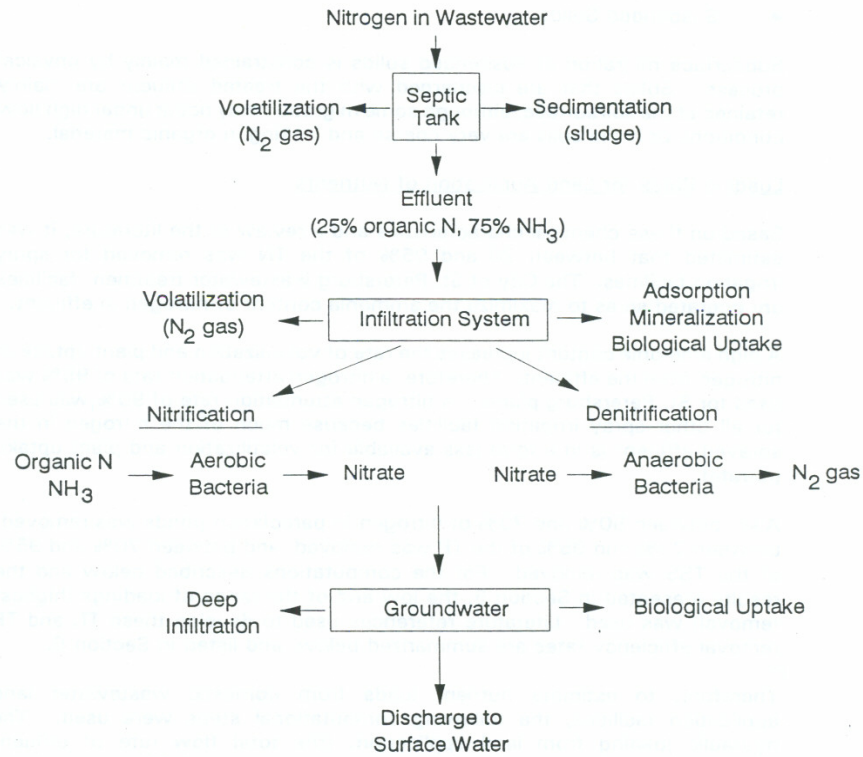 Nitrogen in Wastewater
Volatilization
(N2 gas)
Septic
Tank
Sedimentation
(sludge)
Effluent
(25% organic N, 75% NH3)
Volatilization
(N2 gas)
Infiltration System
Adsorption
Mineralization
Biological Uptake
Nitrification
Denitrification
Organic N
NH3
Aerobic
Bacteria
Nitrate
Nitrate
Anaerobic
Bacteria
N2 gas
Deep
Infiltration
Groundwater
Biological Uptake
Discharge to
Surface Water